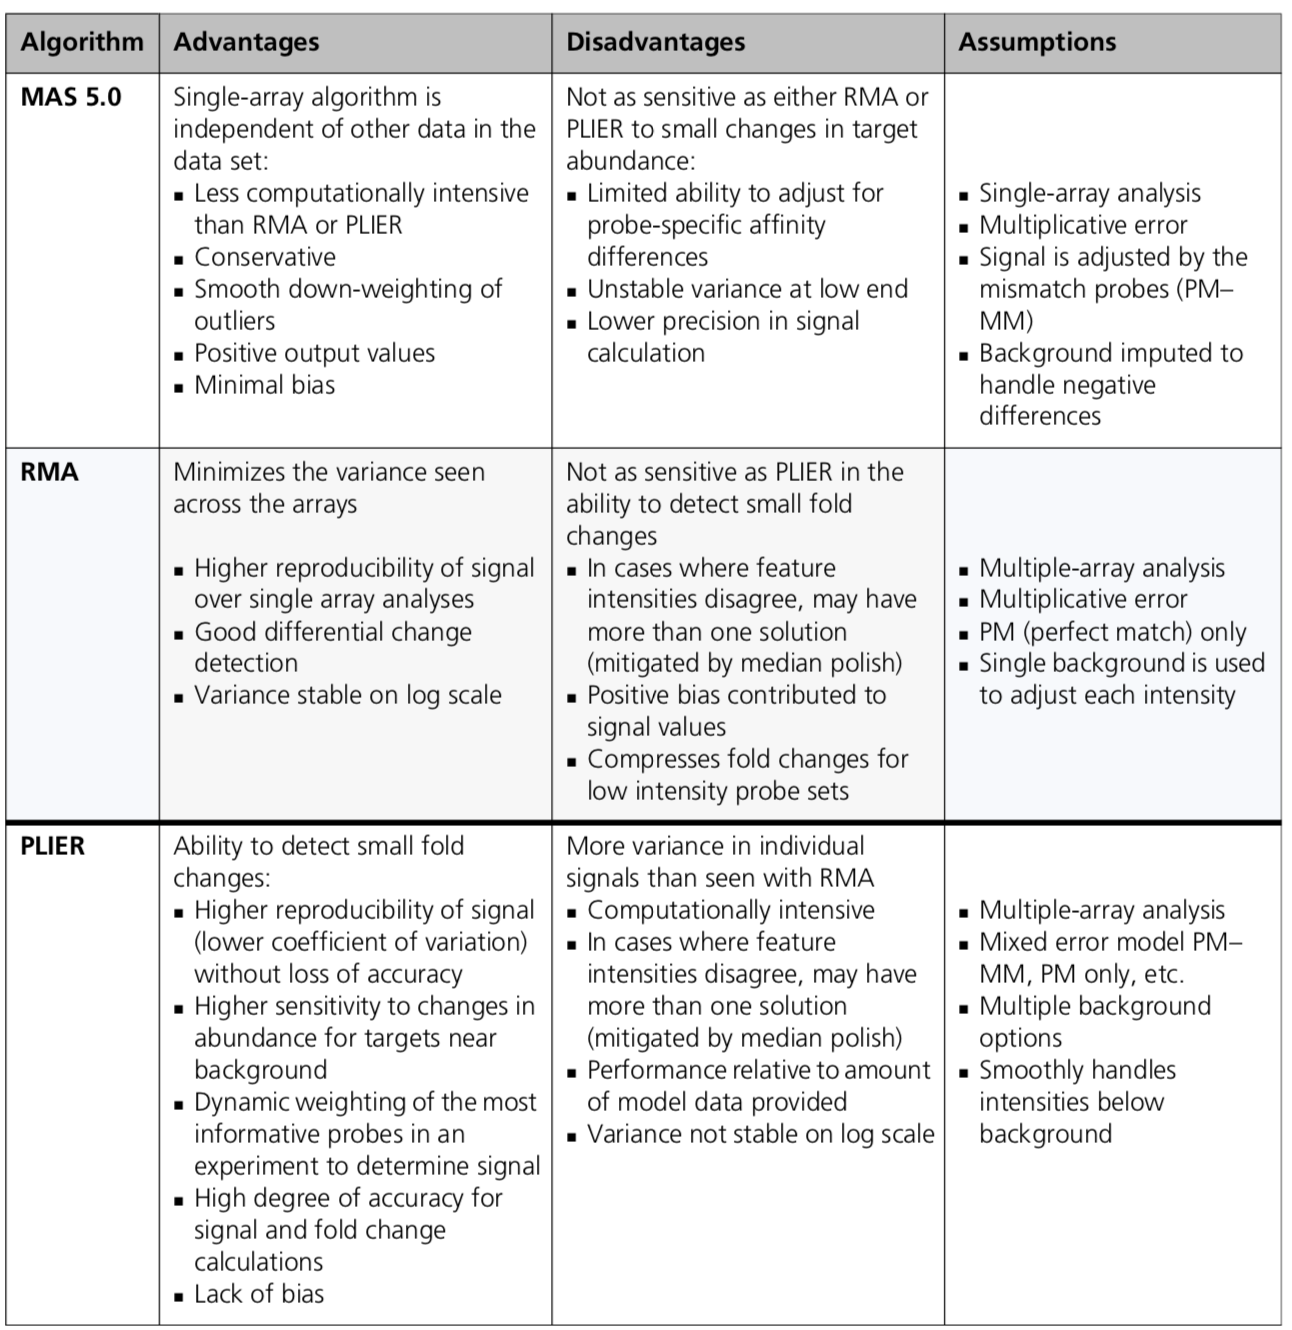 Algorithm Advantages Disadvantages Assumptions
MAS 5.0
Single-array algorithm is
independent of other data in the
data set:
▪ Less computationally intensive
than RMA or PLIER
▪ Conservative
▪ Smooth down-weighting of
outliers
▪ Positive output values
▪ Minimal bias
Not as sensitive as either RMA or
PLIER to small changes in target
abundance:
▪ Limited ability to adjust for
probe-specific affinity
differences
▪ Unstable variance at low end
▪ Lower precision in signal
calculation
▪ Single-array analysis
▪ Multiplicative error
▪ Signal is adjusted by the
mismatch probes (PM–
MM)
▪ Background imputed to
handle negative
differences
RMA
Minimizes the variance seen
across the arrays
▪ Higher reproducibility of signal
over single array analyses
▪ Good differential change
detection
▪ Variance stable on log scale
Not as sensitive as PLIER in the
ability to detect small fold
changes
▪ In cases where feature
intensities disagree, may have
more than one solution
(mitigated by median polish)
▪ Positive bias contributed to
signal values
▪ Compresses fold changes for
low intensity probe sets
▪ Multiple-array analysis
▪ Multiplicative error
▪ PM (perfect match) only
▪ Single background is used
to adjust each intensity
PLIER
Ability to detect small fold
changes:
▪ Higher reproducibility of signal
(lower coefficient of variation)
without loss of accuracy
▪ Higher sensitivity to changes in
abundance for targets near
background
▪ Dynamic weighting of the most
informative probes in an
experiment to determine signal
▪ High degree of accuracy for
signal and fold change
calculations
▪ Lack of bias
More variance in individual
signals than seen with RMA
▪ Computationally intensive
▪ In cases where feature
intensities disagree, may have
more than one solution
(mitigated by median polish)
▪ Performance relative to amount
of model data provided
▪ Variance not stable on log scale
▪ Multiple-array analysis
▪ Mixed error model PM–
MM, PM only, etc.
▪ Multiple background
options
▪ Smoothly handles
intensities below
background